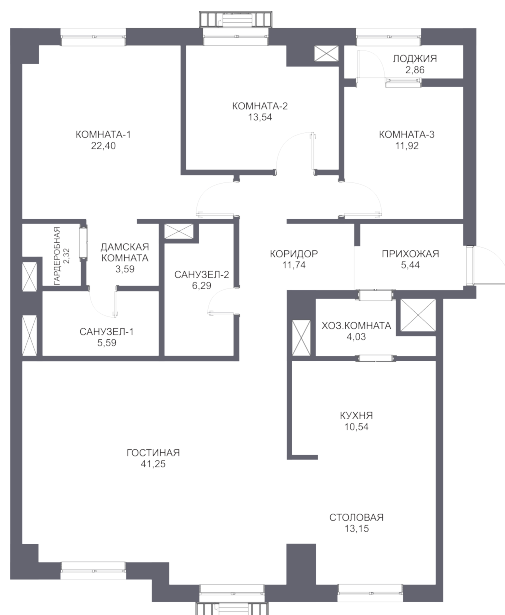 ЛОДЖИЯ
2,86
КОМНАТА-1
22,40
КОМНАТА-2
13,54
КОМНАТА-3
11,92
ГАРДЕРОБНАЯ
2,32
ДАМСКАЯ
КОМНАТА
3,59
САНУЗЕЛ-2
6,29
КОРИДОР
11,74
ПРИХОЖАЯ
5,44
САНУЗЕЛ-1
5,59
ХОЗ.КОМНАТА
4,03
КУХНЯ
10,54
ГОСТИНАЯ
41,25
СТОЛОВАЯ
13,15